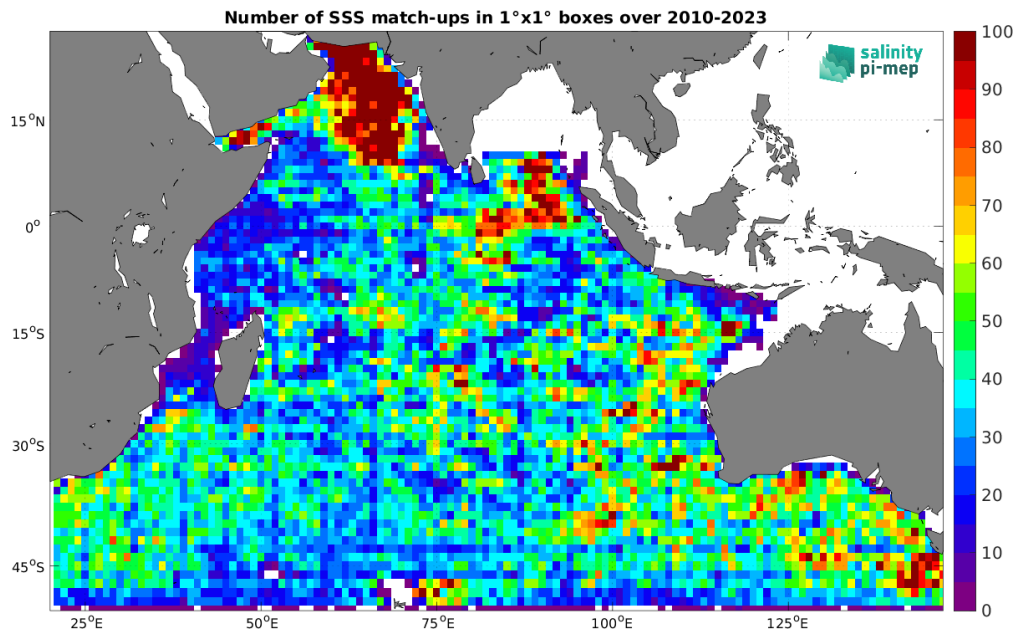 Number of SSS match-ups in 1°x1° boxes over 2010-2023
salinity
pi-mep
100
90
80
70
60
50
40
30
20
10
0
15°N
0°
15°S
30°S
45°S
25°E
50°E
75°E
100°E
125°E